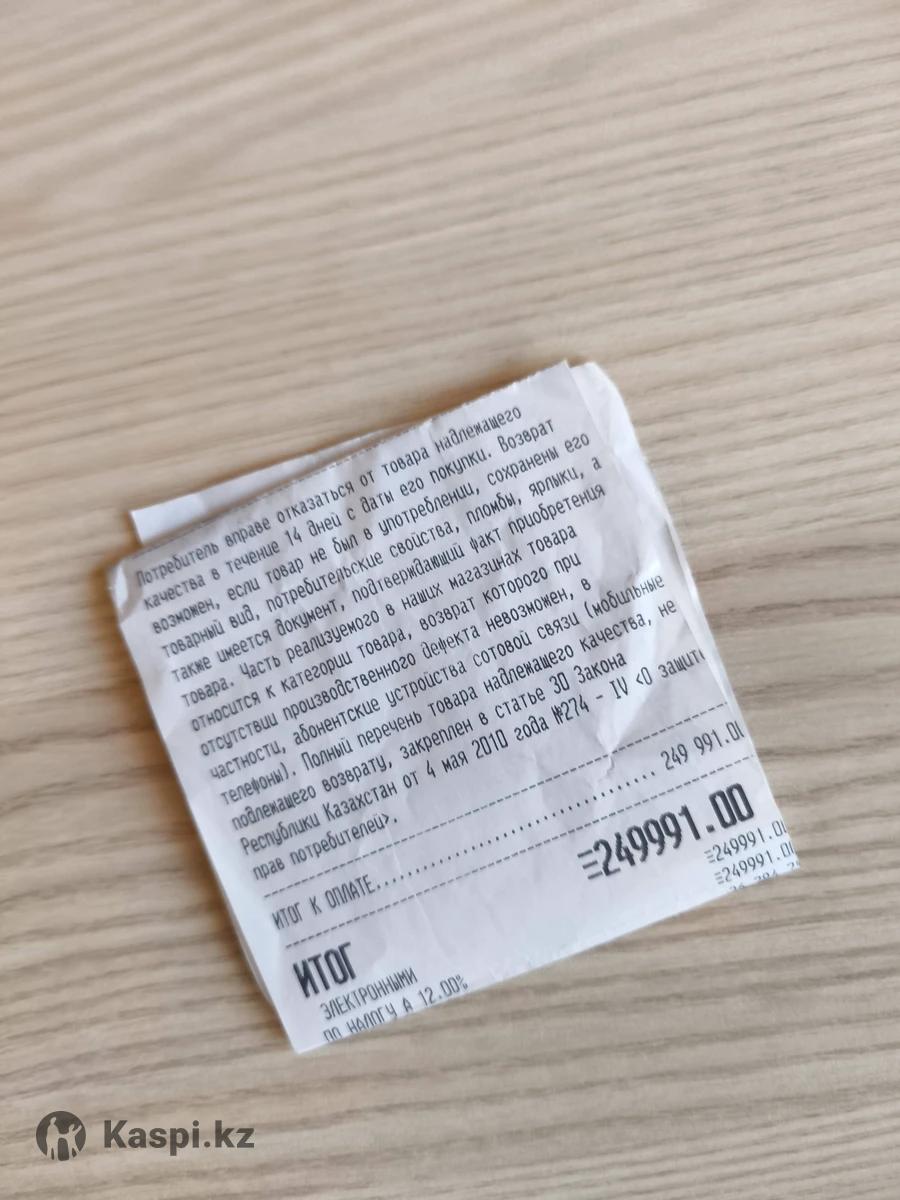 Потребитель вправе отказаться от товара надлежащего
качества в течение 14 дней с даты его покупки. Возврат
возможен, если товар не был в употреблении, сохранены его
товарный вид, потребительские свойства, пломбы, ярлыки, а
также имеется документ, подтверждающий факт приобретения
товара. Часть реализуемого в наших магазинах товара
относится к категории товара, возврат которого при
отсутствии производственного дефекта невозможен, в
частности, абонентские устройства сотовой связи (мобильные
телефоны). Полный перечень товара надлежащего качества, не
подлежащего возврату, закреплен в статье 30 Закона
Республики Казахстан от 4 мая 2010 года №274 - IV <О защите
прав потребителей>.
ИТОГ К ОПЛАТЕ.................................. 249 991.00
ИТОГ ≡249991.00
ЭЛЕКТРОННЫМИ ≡249991.00
ПО НАЛОГУ А 12.00% ≡249991.00
Kaspi.kz